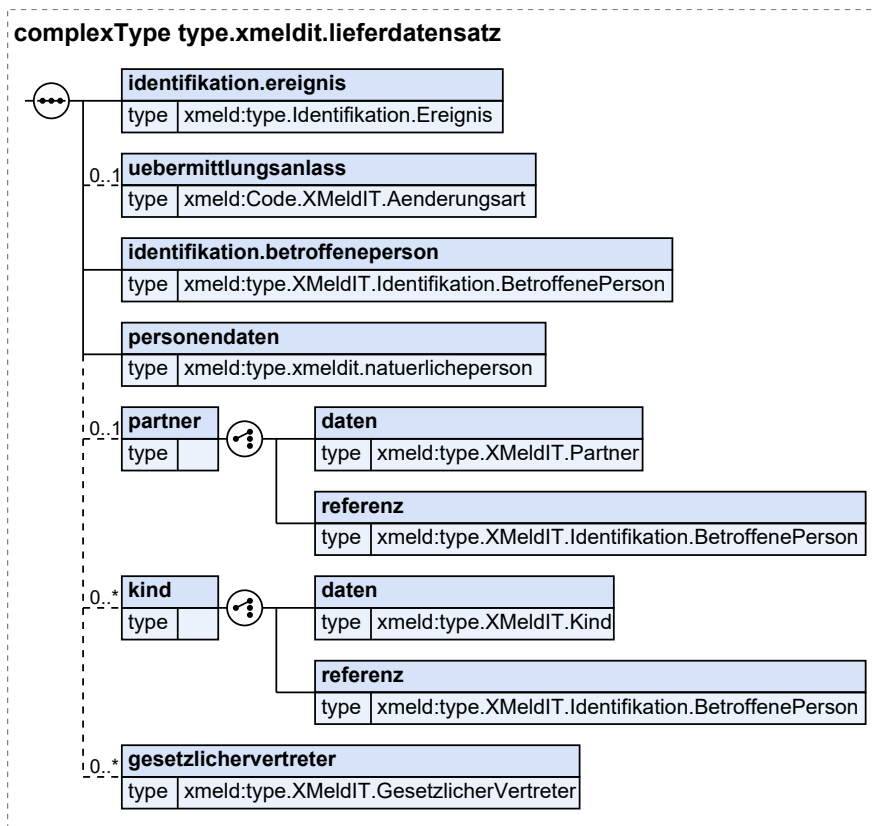 complexType type.xmeldit.lieferdatensatz
identifikation.ereignis
type xmeld:type.Identifikation.Ereignis
0..1 uebermittlungsanlass
type xmeld:Code.XMeldIT.Aenderungsart
identifikation.betroffeneperson
type xmeld:type.XMeldIT.Identifikation.BetroffenePerson
personendaten
type xmeld:type.xmeldit.natuerlicheperson
0..1 partner daten
type type xmeld:type.XMeldIT.Partner
referenz
type xmeld:type.XMeldIT.Identifikation.BetroffenePerson
0..* kind daten
type type xmeld:type.XMeldIT.Kind
referenz
type xmeld:type.XMeldIT.Identifikation.BetroffenePerson
0..* gesetzlichervertreter
type xmeld:type.XMeldIT.GesetzlicherVertreter